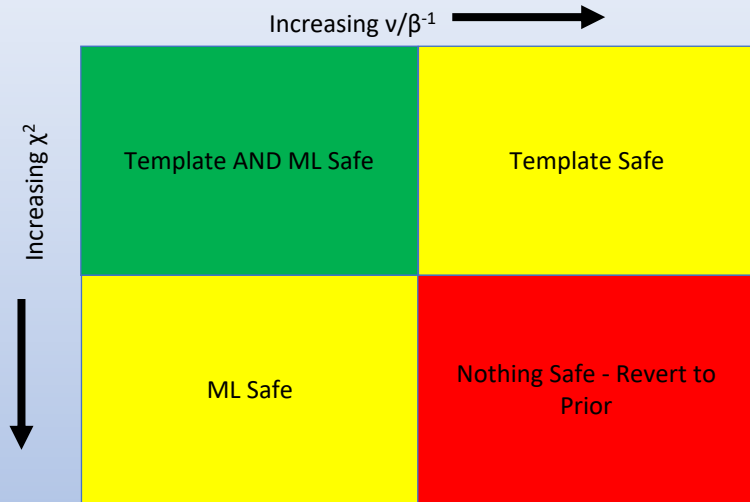 Increasing ν/β⁻¹
Increasing χ²
Template AND ML Safe
Template Safe
ML Safe
Nothing Safe - Revert to
Prior